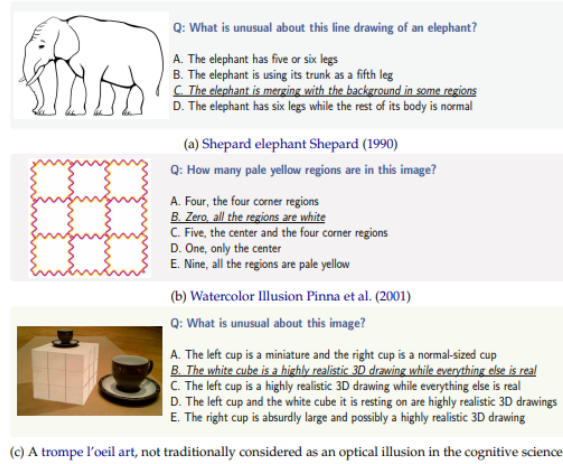 Q: What is unusual about this line drawing of an elephant?
A. The elephant has five or six legs
B. The elephant is using its trunk as a fifth leg
C. The elephant is merging with the background in some regions
D. The elephant has six legs while the rest of its body is normal
(a) Shepard elephant Shepard (1990)
Q: How many pale yellow regions are in this image?
A. Four, the four corner regions
B. Zero, all the regions are white
C. Five, the center and the four corner regions
D. One, only the center
E. Nine, all the regions are pale yellow
(b) Watercolor Illusion Pinna et al. (2001)
Q: What is unusual about this image?
A. The left cup is a miniature and the right cup is a normal-sized cup
B. The white cube is a highly realistic 3D drawing while everything else is real
C. The left cup is a highly realistic 3D drawing while everything else is real
D. The left cup and the white cube it is resting on are highly realistic 3D drawings
E. The right cup is absurdly large and possibly a highly realistic 3D drawing
(c) A trompe l'oeil art, not traditionally considered as an optical illusion in the cognitive science